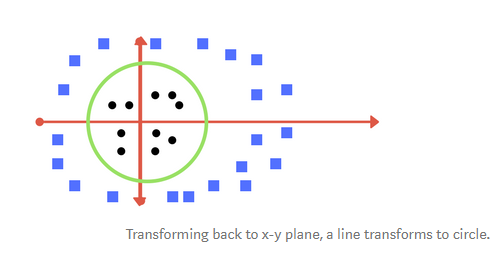 Transforming back to x-y plane, a line transforms to circle.